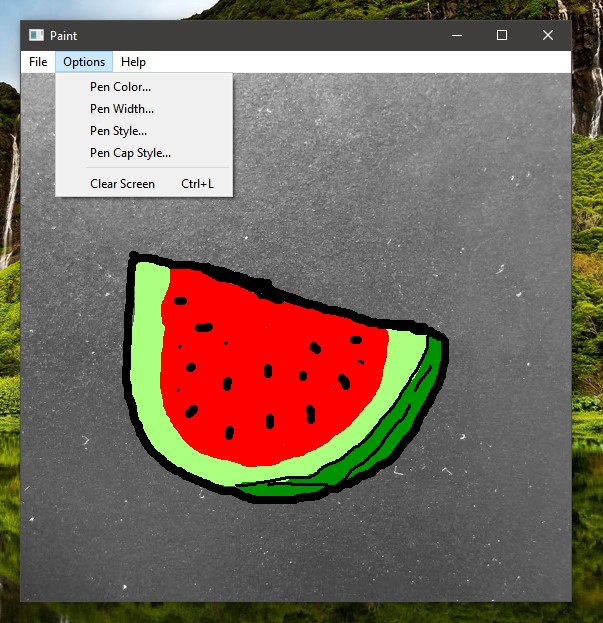 Paint
File Options Help
Pen Color...
Pen Width...
Pen Style...
Pen Cap Style...
Clear Screen Ctrl+L